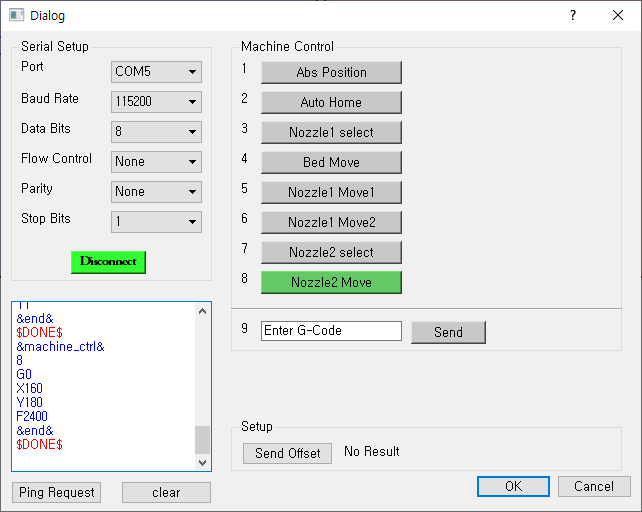 Dialog
Serial Setup
Port
COM5
Baud Rate
115200
Data Bits
8
Flow Control
None
Parity
None
Stop Bits
1
Disconnect
&end&
$DONE$
&machine_ctrl&
8
G0
X160
Y180
F2400
&end&
$DONE$
Ping Request
clear
Machine Control
1 Abs Position
2 Auto Home
3 Nozzle1 select
4 Bed Move
5 Nozzle1 Move1
6 Nozzle1 Move2
7 Nozzle2 select
8 Nozzle2 Move
9 Enter G-Code Send
Setup
Send Offset No Result
OK Cancel